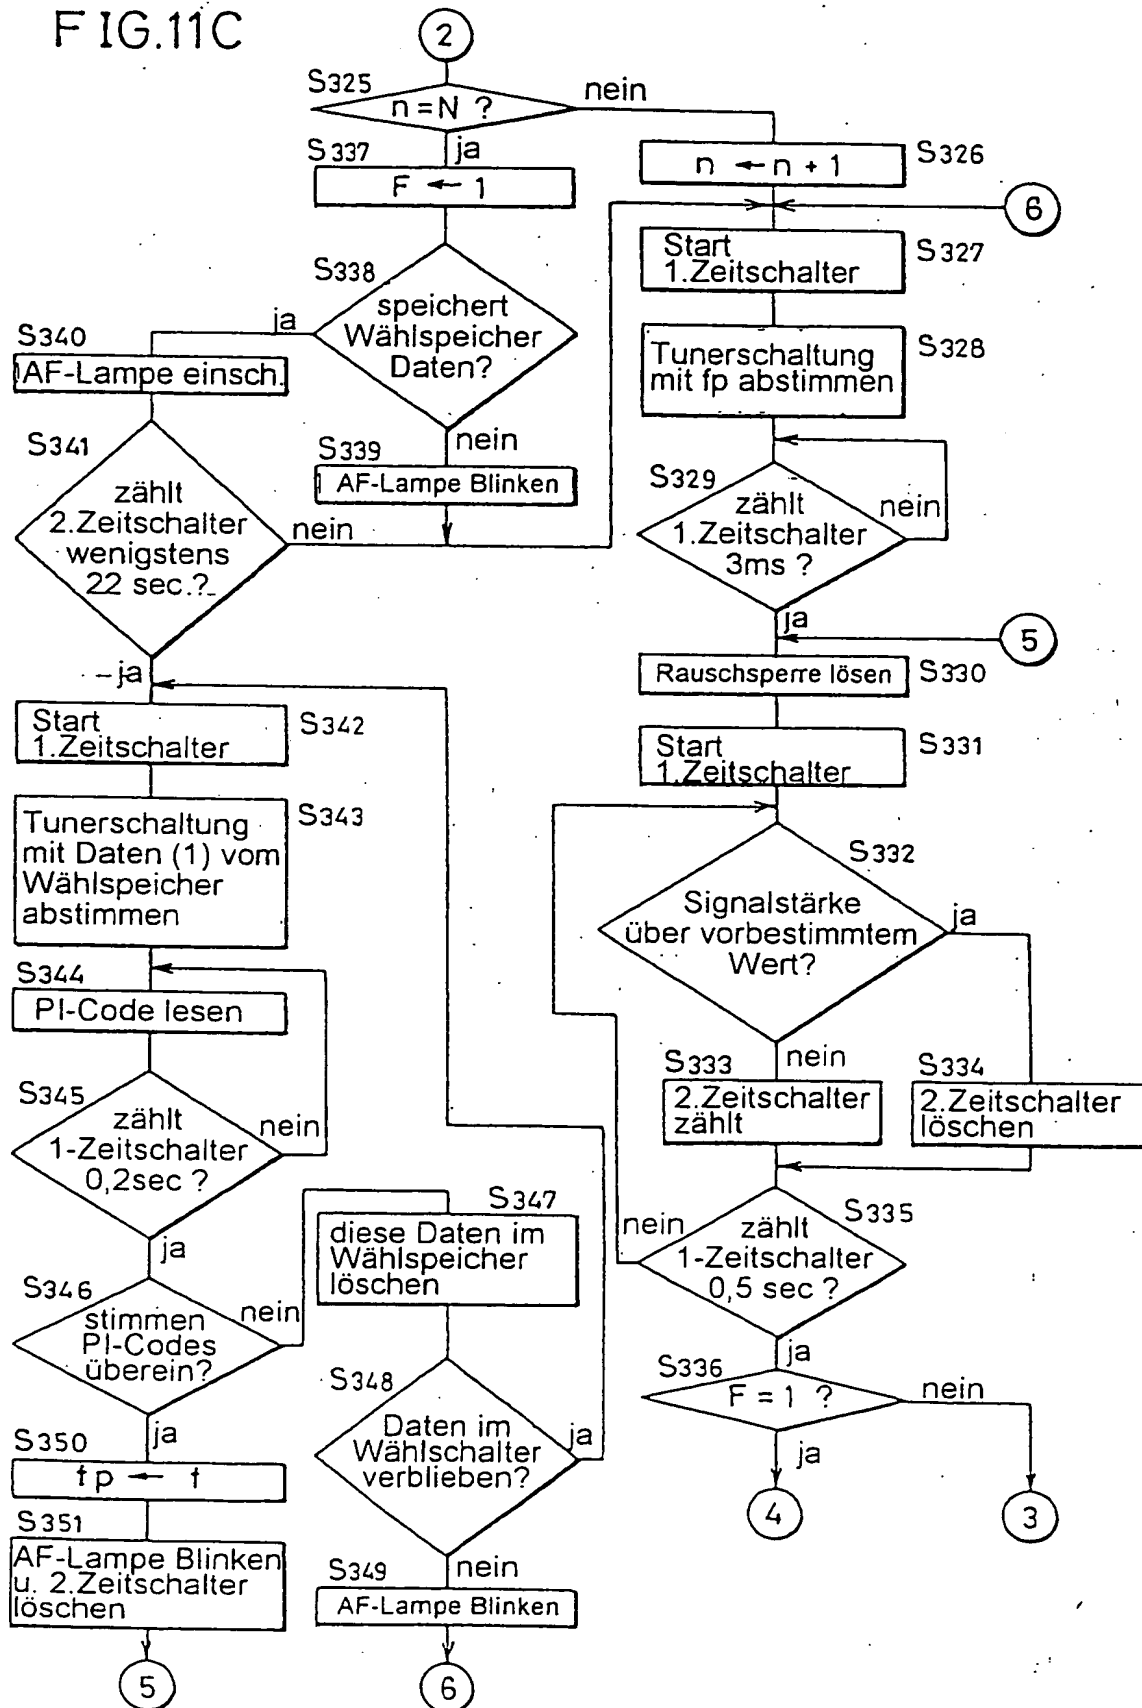 FIG.11C
2
S325
n=N ?
nein
ja
S326
n ← n + 1
S337
F ← 1
6
S327
Start
1.Zeitschalter
S338
speichert
Wählspeicher
Daten?
ja
nein
S328
Tunerschaltung
mit fp abstimmen
S340
AF-Lampe einsch.
S339
AF-Lampe Blinken
S341
zählt
2.Zeitschalter
wenigstens
22 sec.?
nein
ja
S329
zählt
1.Zeitschalter
3ms ?
nein
ja
5
S330
Rauschsperre lösen
S331
Start
1.Zeitschalter
S342
Start
1.Zeitschalter
S343
Tunerschaltung
mit Daten (1) vom
Wählspeicher
abstimmen
S332
Signalstärke
über vorbestimmtem
Wert?
ja
nein
S344
PI-Code lesen
S333
2.Zeitschalter
zählt
S334
2.Zeitschalter
löschen
S345
zählt
1-Zeitschalter
0,2sec ?
nein
ja
S335
zählt
1-Zeitschalter
0,5 sec ?
nein
ja
S346
stimmen
PI-Codes
überein?
nein
ja
S347
diese Daten im
Wählspeicher
löschen
S348
Daten im
Wählschalter
verblieben?
ja
nein
S336
F = 1 ?
nein
ja
4
3
S350
fp ← f
S351
AF-Lampe Blinken
u. 2.Zeitschalter
löschen
S349
AF-Lampe Blinken
5
6